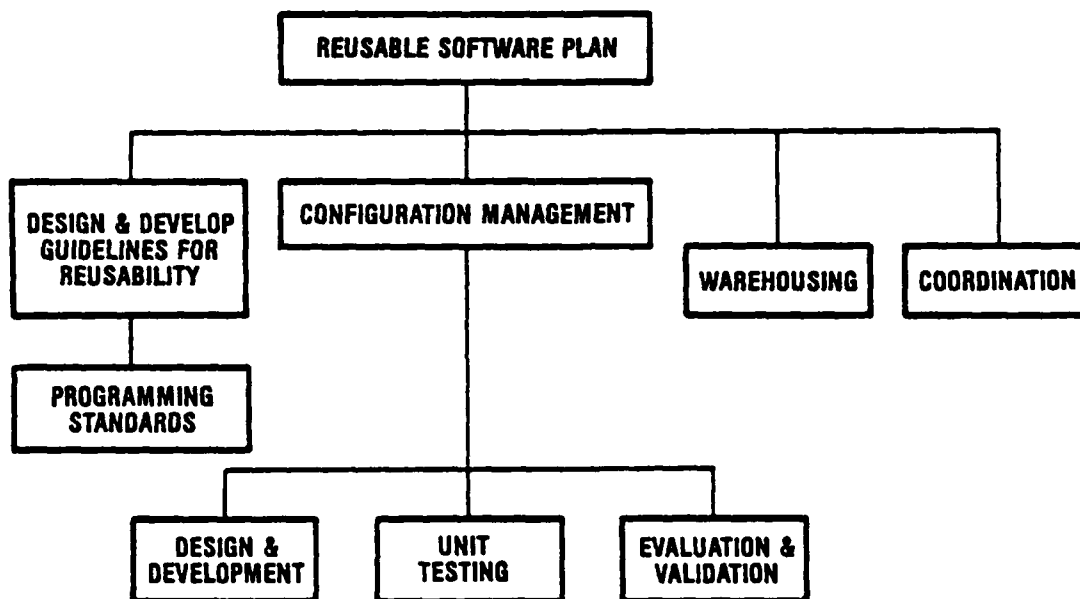 REUSABLE SOFTWARE PLAN
DESIGN & DEVELOP
GUIDELINES FOR
REUSABILITY
CONFIGURATION MANAGEMENT
WAREHOUSING
COORDINATION
PROGRAMMING
STANDARDS
DESIGN &
DEVELOPMENT
UNIT
TESTING
EVALUATION &
VALIDATION